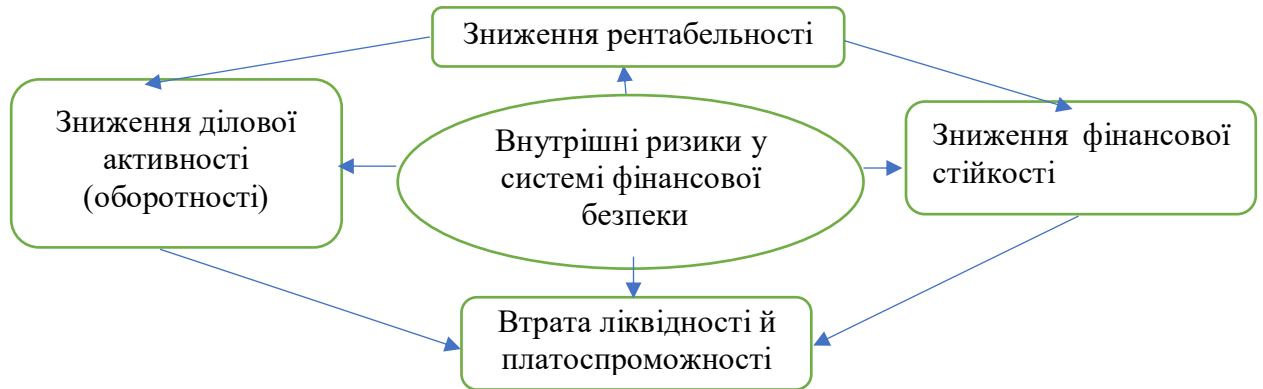 Зниження рентабельності
Зниження ділової
активності
(оборотності)
Внутрішні ризики у
системі фінансової
безпеки
Зниження фінансової
стійкості
Втрата ліквідності й
платоспроможності